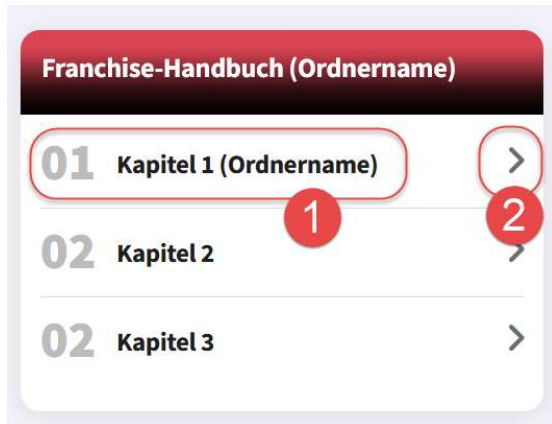 Franchise-Handbuch (Ordnername)
01 Kapitel 1 (Ordnername)
1
2
02 Kapitel 2
02 Kapitel 3